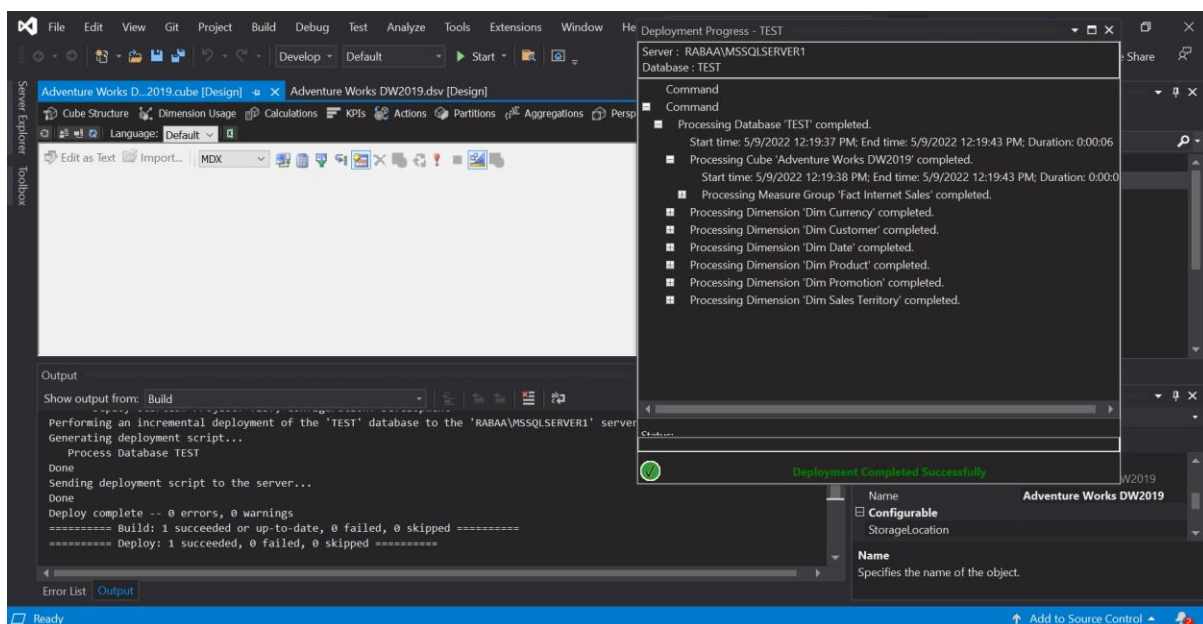 File Edit View Git Project Build Debug Test Analyze Tools Extensions Window He
Develop Default Start Share
Server Explorer
Toolbox
Adventure Works D...2019.cube [Design] Adventure Works DW2019.dsv [Design]
Cube Structure Dimension Usage Calculations KPIs Actions Partitions Aggregations Persp
Language: Default
Edit as Text Import... MDX
Deployment Progress - TEST
Server : RABAA\MSSQLSERVER1
Database : TEST
Command
Command
Processing Database 'TEST' completed.
Start time: 5/9/2022 12:19:37 PM; End time: 5/9/2022 12:19:43 PM; Duration: 0:00:06
Processing Cube 'Adventure Works DW2019' completed.
Start time: 5/9/2022 12:19:38 PM; End time: 5/9/2022 12:19:43 PM; Duration: 0:00:0
Processing Measure Group 'Fact Internet Sales' completed.
Processing Dimension 'Dim Currency' completed.
Processing Dimension 'Dim Customer' completed.
Processing Dimension 'Dim Date' completed.
Processing Dimension 'Dim Product' completed.
Processing Dimension 'Dim Promotion' completed.
Processing Dimension 'Dim Sales Territory' completed.
Status:
Deployment Completed Successfully
Output
Show output from: Build
Performing an incremental deployment of the 'TEST' database to the 'RABAA\MSSQLSERVER1' server
Generating deployment script...
Process Database TEST
Done
Sending deployment script to the server...
Done
Deploy complete -- 0 errors, 0 warnings
========== Build: 1 succeeded or up-to-date, 0 failed, 0 skipped ==========
========== Deploy: 1 succeeded, 0 failed, 0 skipped ==========
Error List Output
W2019
Name Adventure Works DW2019
Configurable
StorageLocation
Name
Specifies the name of the object.
Ready
Add to Source Control
2